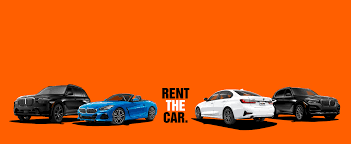 RENT
THE
CAR.